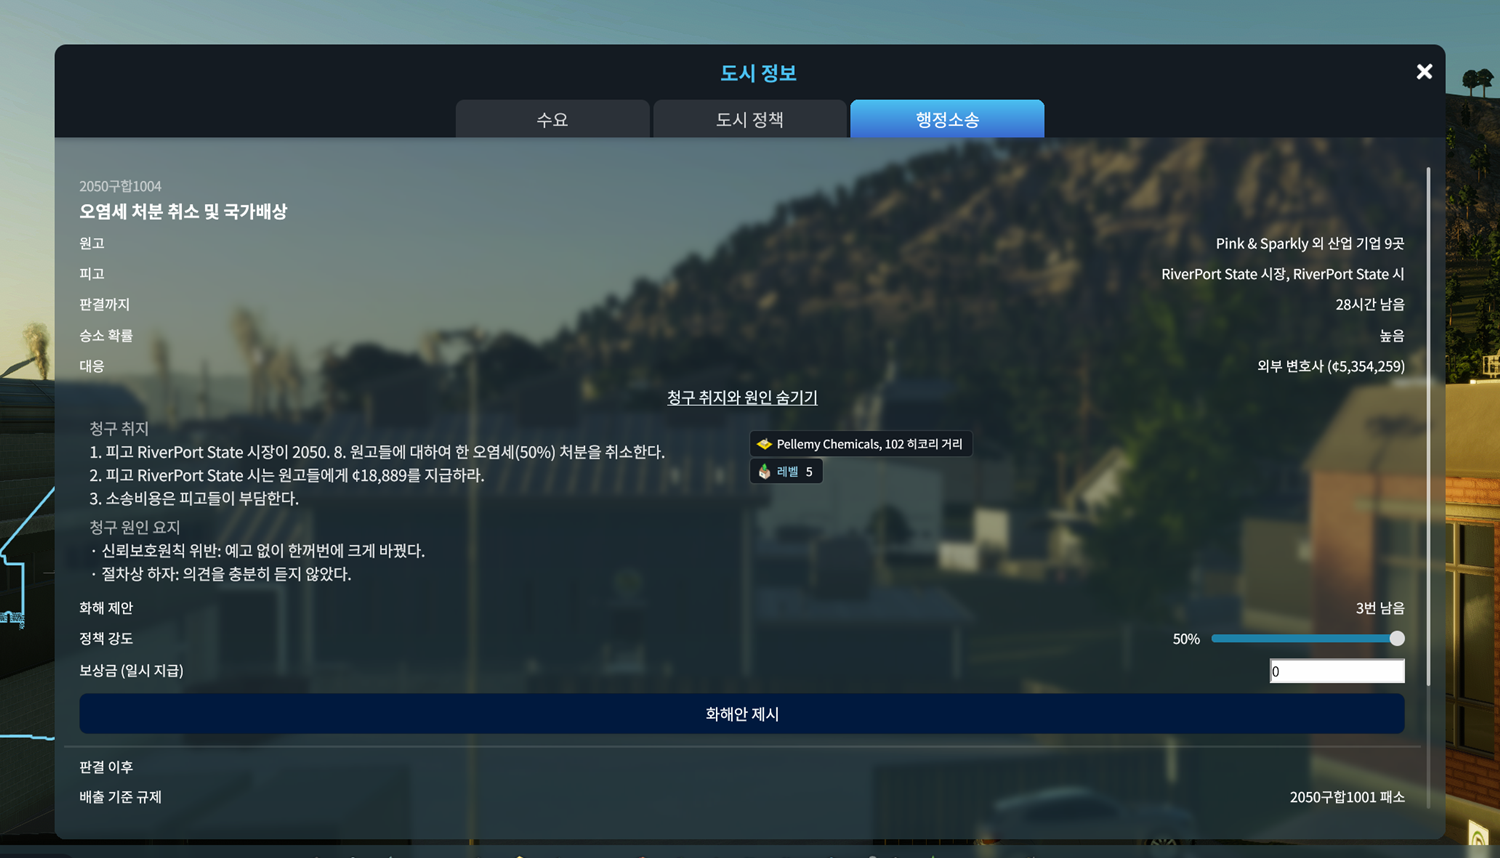 도시 정보
수요
도시 정책
행정소송
2050구합1004
오염세 처분 취소 및 국가배상
원고 Pink & Sparkly 외 산업 기업 9곳
피고 RiverPort State 시장, RiverPort State 시
판결까지 28시간 남음
승소 확률 높음
대응 외부 변호사 (¢5,354,259)
청구 취지와 원인 숨기기
청구 취지
1. 피고 RiverPort State 시장이 2050. 8. 원고들에 대하여 한 오염세(50%) 처분을 취소한다.
2. 피고 RiverPort State 시는 원고들에게 ¢18,889를 지급하라.
3. 소송비용은 피고들이 부담한다.
Pellemy Chemicals, 102 히코리 거리
레벨 5
청구 원인 요지
· 신뢰보호원칙 위반: 예고 없이 한꺼번에 크게 바꿨다.
· 절차상 하자: 의견을 충분히 듣지 않았다.
화해 제안 3번 남음
정책 강도 50%
보상금 (일시 지급) 0
화해안 제시
판결 이후
배출 기준 규제 2050구합1001 패소